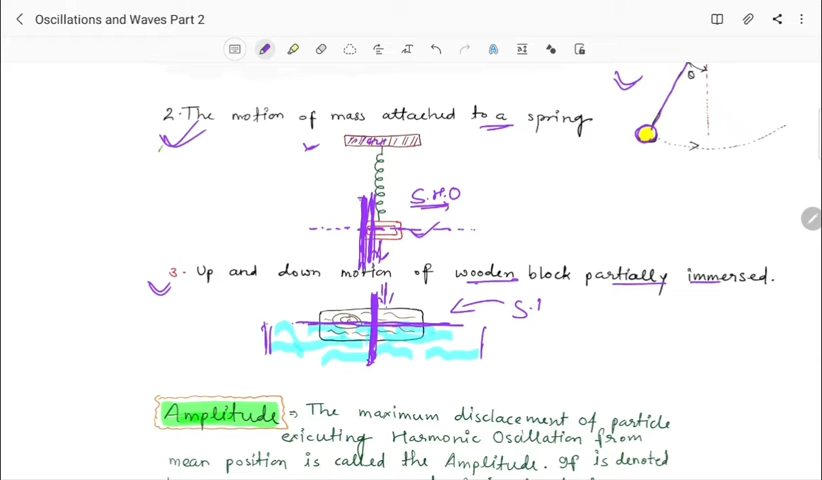 Oscillations and Waves Part 2
θ
2. The motion of mass attached to a spring
S.H.O
3. Up and down motion of wooden block partially immersed.
S.I
Amplitude ⇒ The maximum disclacement of particle
exicuting Harmonic Oscillation from
mean position is called the Amplitude. If is denoted